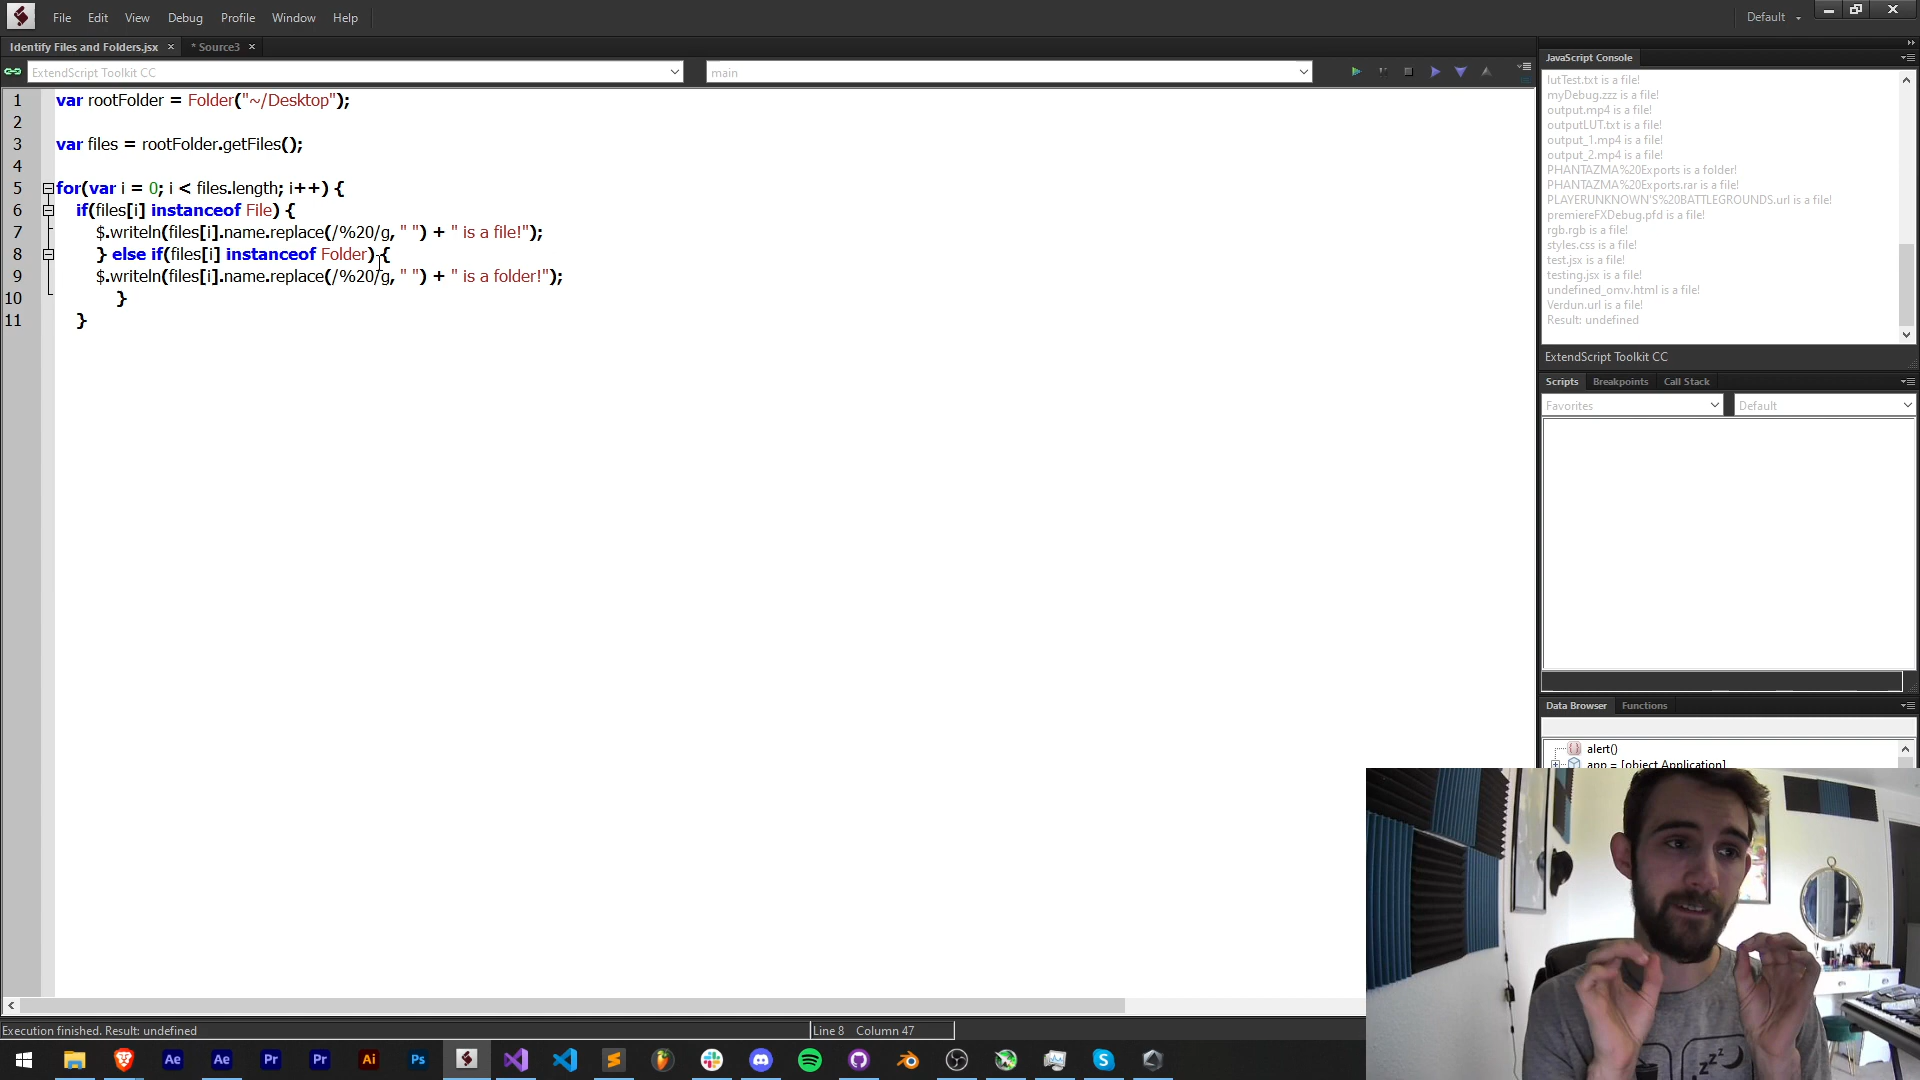 File Edit View Debug Profile Window Help
Default
Identify Files and Folders.jsx × * Source3 ×
ExtendScript Toolkit CC
main
1 var rootFolder = Folder("~/Desktop");
2
3 var files = rootFolder.getFiles();
4
5 for(var i = 0; i < files.length; i++) {
6 if(files[i] instanceof File) {
7 $.writeln(files[i].name.replace(/%20/g, " ") + " is a file!");
8 } else if(files[i] instanceof Folder) {
9 $.writeln(files[i].name.replace(/%20/g, " ") + " is a folder!");
10 }
11 }
JavaScript Console
lutTest.txt is a file!
myDebug.zzz is a file!
output.mp4 is a file!
outputLUT.txt is a file!
output_1.mp4 is a file!
output_2.mp4 is a file!
PHANTAZMA%20Exports is a folder!
PHANTAZMA%20Exports.rar is a file!
PLAYERUNKNOWN'S%20BATTLEGROUNDS.url is a file!
premiereFXDebug.pfd is a file!
rgb.rgb is a file!
styles.css is a file!
test.jsx is a file!
testing.jsx is a file!
undefined_omv.html is a file!
Verdun.url is a file!
Result: undefined
ExtendScript Toolkit CC
Scripts Breakpoints Call Stack
Favorites Default
Data Browser Functions
alert()
app = [object Application]
Execution finished. Result: undefined
Line 8 Column 47
Ae Ae Pr Pr Ai Ps
zzz